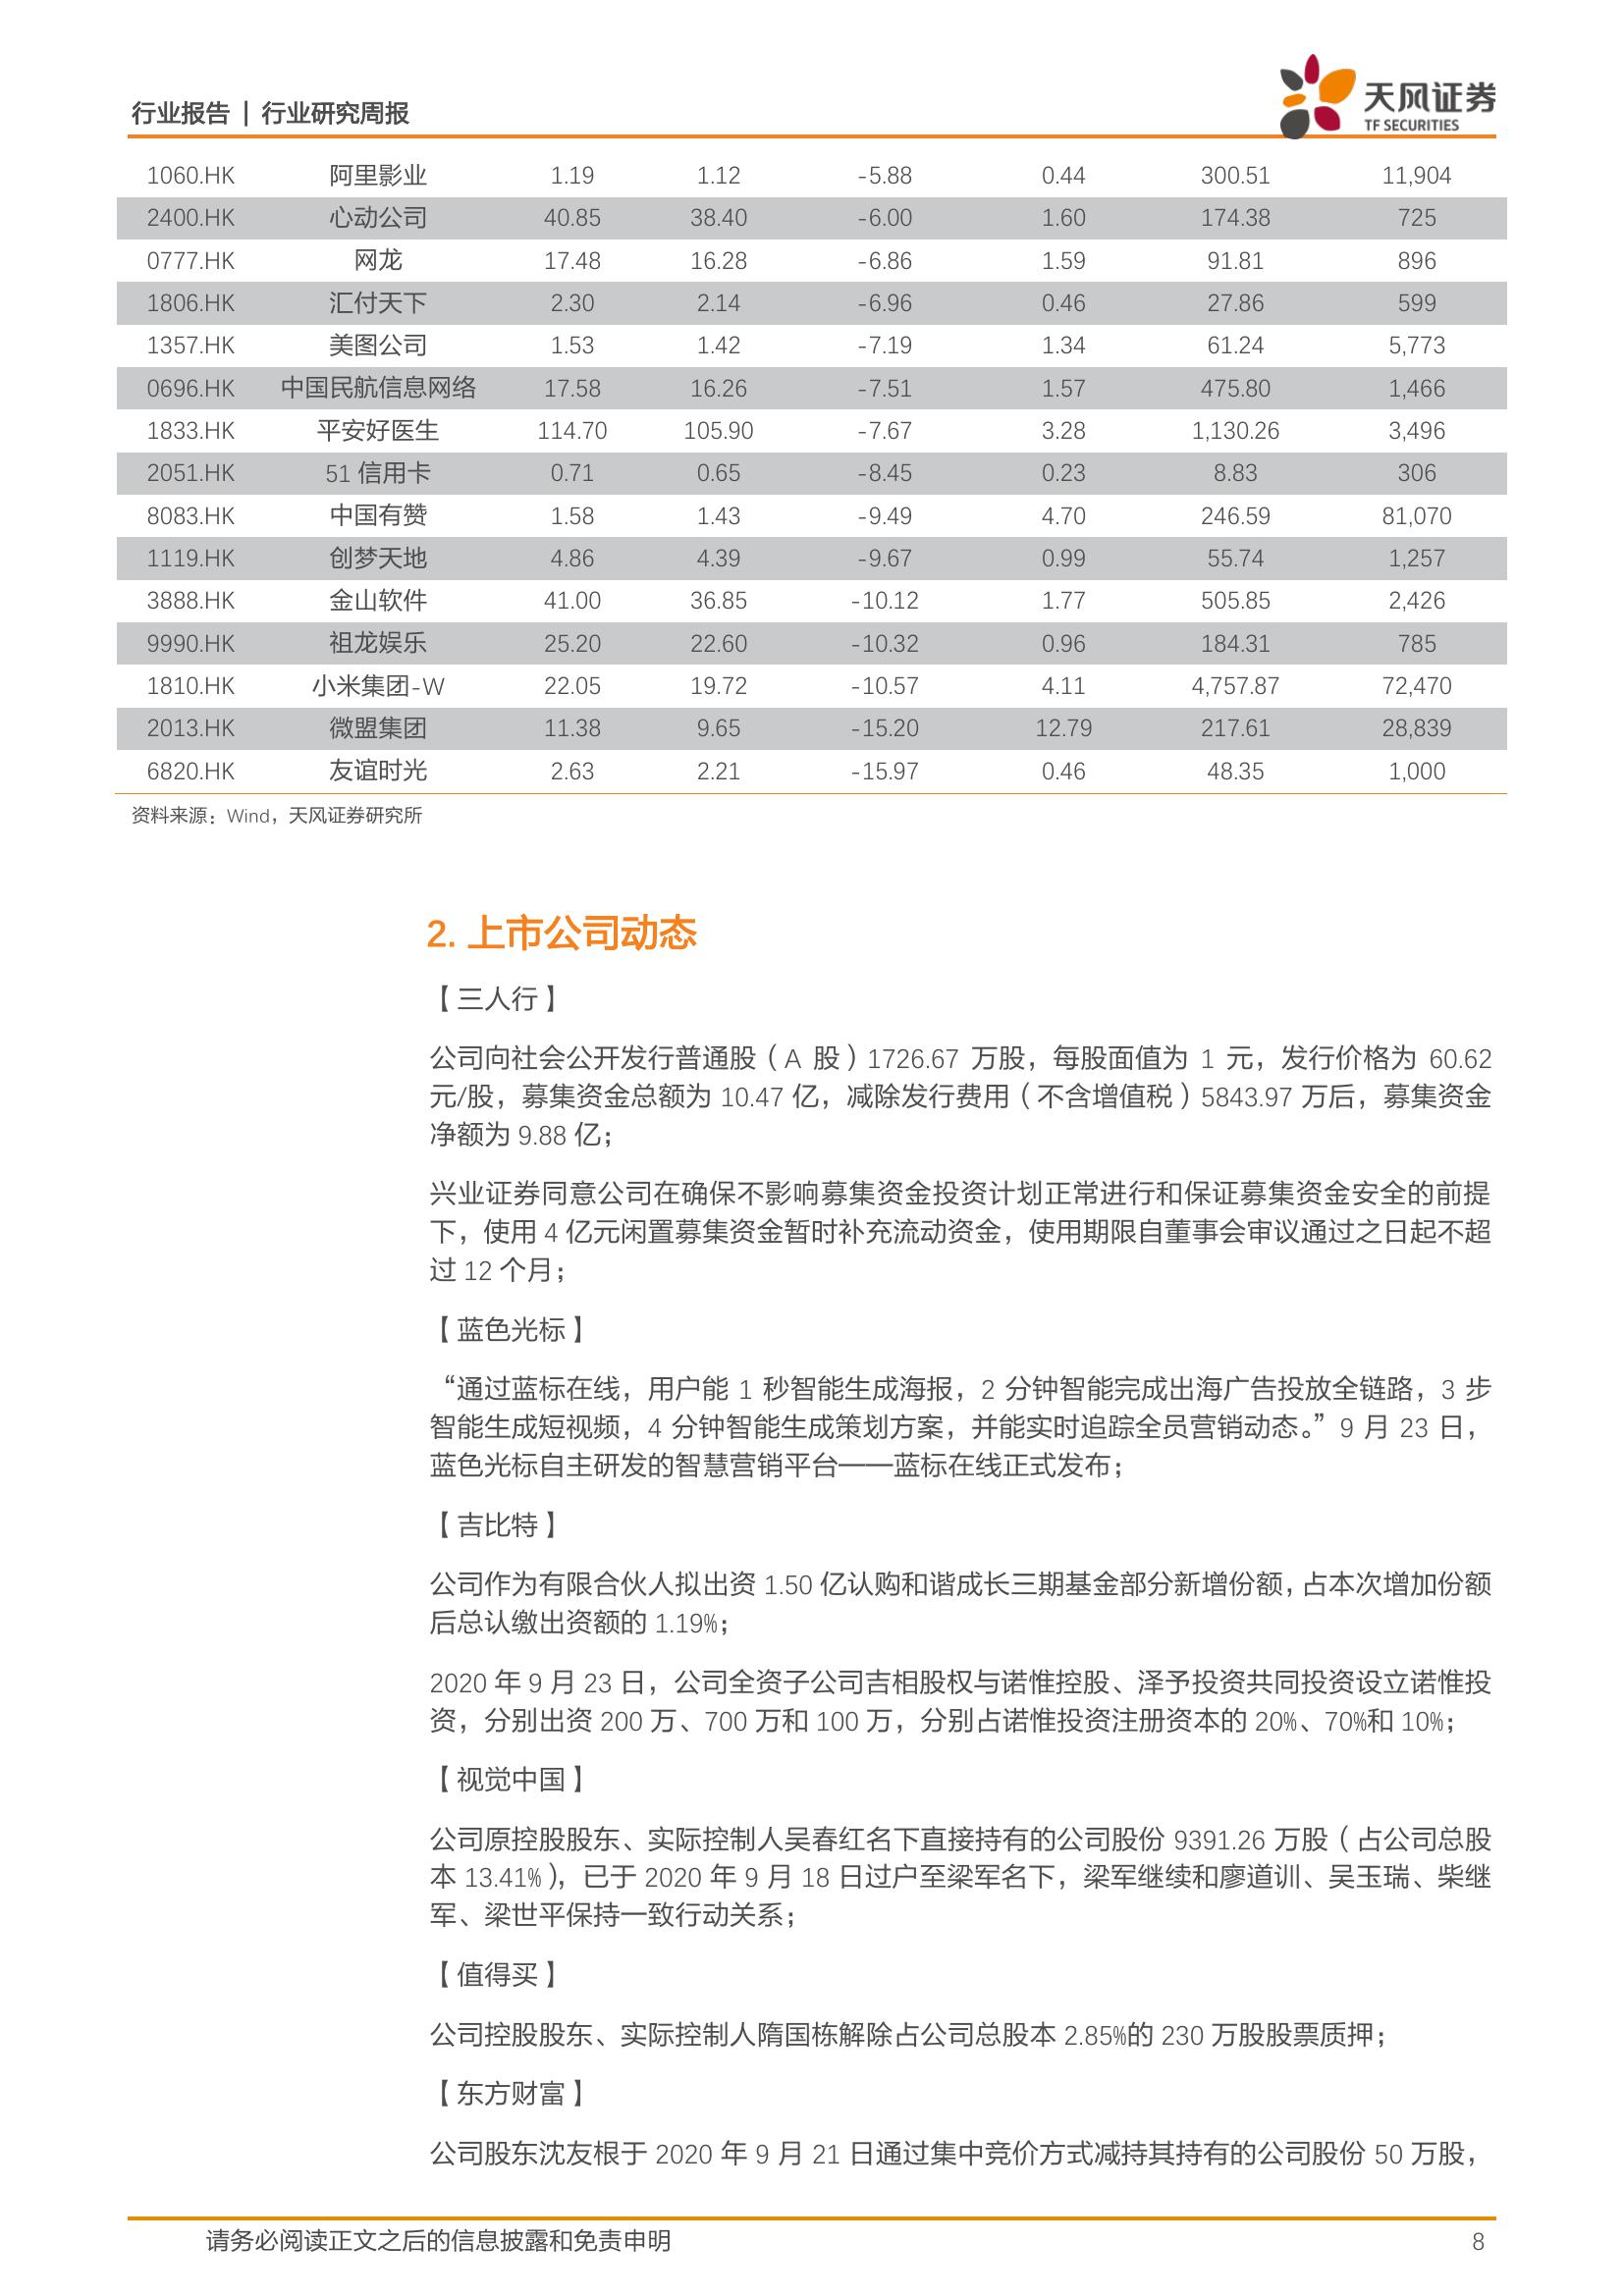 行业报告 | 行业研究周报
天风证券
TF SECURITIES
1060.HK 阿里影业 1.19 1.12 -5.88 0.44 300.51 11,904
2400.HK 心动公司 40.85 38.40 -6.00 1.60 174.38 725
0777.HK 网龙 17.48 16.28 -6.86 1.59 91.81 896
1806.HK 汇付天下 2.30 2.14 -6.96 0.46 27.86 599
1357.HK 美图公司 1.53 1.42 -7.19 1.34 61.24 5,773
0696.HK 中国民航信息网络 17.58 16.26 -7.51 1.57 475.80 1,466
1833.HK 平安好医生 114.70 105.90 -7.67 3.28 1,130.26 3,496
2051.HK 51 信用卡 0.71 0.65 -8.45 0.23 8.83 306
8083.HK 中国有赞 1.58 1.43 -9.49 4.70 246.59 81,070
1119.HK 创梦天地 4.86 4.39 -9.67 0.99 55.74 1,257
3888.HK 金山软件 41.00 36.85 -10.12 1.77 505.85 2,426
9990.HK 祖龙娱乐 25.20 22.60 -10.32 0.96 184.31 785
1810.HK 小米集团-W 22.05 19.72 -10.57 4.11 4,757.87 72,470
2013.HK 微盟集团 11.38 9.65 -15.20 12.79 217.61 28,839
6820.HK 友谊时光 2.63 2.21 -15.97 0.46 48.35 1,000
资料来源：Wind，天风证券研究所
2. 上市公司动态
【三人行】
公司向社会公开发行普通股（A 股）1726.67 万股，每股面值为 1 元，发行价格为 60.62
元/股，募集资金总额为 10.47 亿，减除发行费用（不含增值税）5843.97 万后，募集资金
净额为 9.88 亿；
兴业证券同意公司在确保不影响募集资金投资计划正常进行和保证募集资金安全的前提
下，使用 4 亿元闲置募集资金暂时补充流动资金，使用期限自董事会审议通过之日起不超
过 12 个月；
【蓝色光标】
“通过蓝标在线，用户能 1 秒智能生成海报，2 分钟智能完成出海广告投放全链路，3 步
智能生成短视频，4 分钟智能生成策划方案，并能实时追踪全员营销动态。”9 月 23 日，
蓝色光标自主研发的智慧营销平台——蓝标在线正式发布；
【吉比特】
公司作为有限合伙人拟出资 1.50 亿认购和谐成长三期基金部分新增份额，占本次增加份额
后总认缴出资额的 1.19%；
2020 年 9 月 23 日，公司全资子公司吉相股权与诺惟控股、泽予投资共同投资设立诺惟投
资，分别出资 200 万、700 万和 100 万，分别占诺惟投资注册资本的 20%、70%和 10%；
【视觉中国】
公司原控股股东、实际控制人吴春红名下直接持有的公司股份 9391.26 万股（占公司总股
本 13.41%），已于 2020 年 9 月 18 日过户至梁军名下，梁军继续和廖道训、吴玉瑞、柴继
军、梁世平保持一致行动关系；
【值得买】
公司控股股东、实际控制人隋国栋解除占公司总股本 2.85%的 230 万股股票质押；
【东方财富】
公司股东沈友根于 2020 年 9 月 21 日通过集中竞价方式减持其持有的公司股份 50 万股，
请务必阅读正文之后的信息披露和免责申明 8